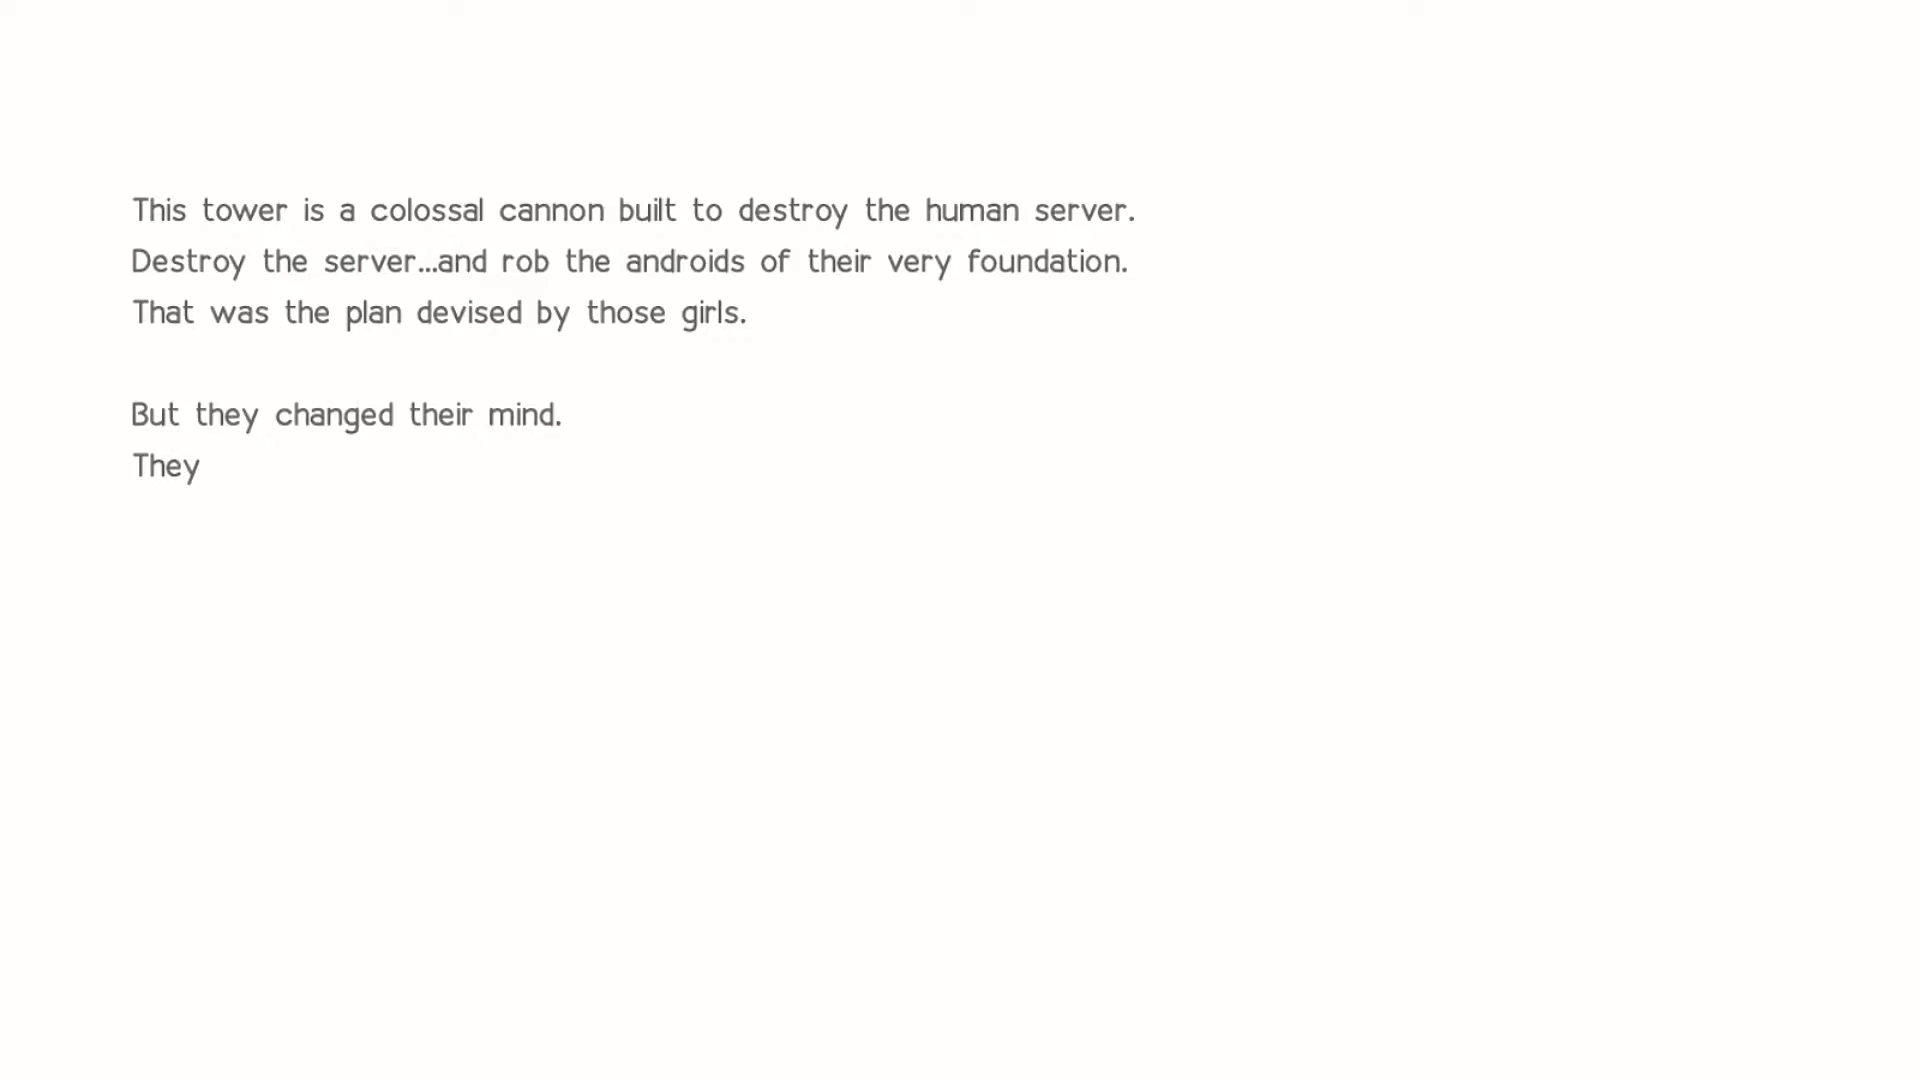 This tower is a colossal cannon built to destroy the human server.
Destroy the server...and rob the androids of their very foundation.
That was the plan devised by those girls.
But they changed their mind.
They